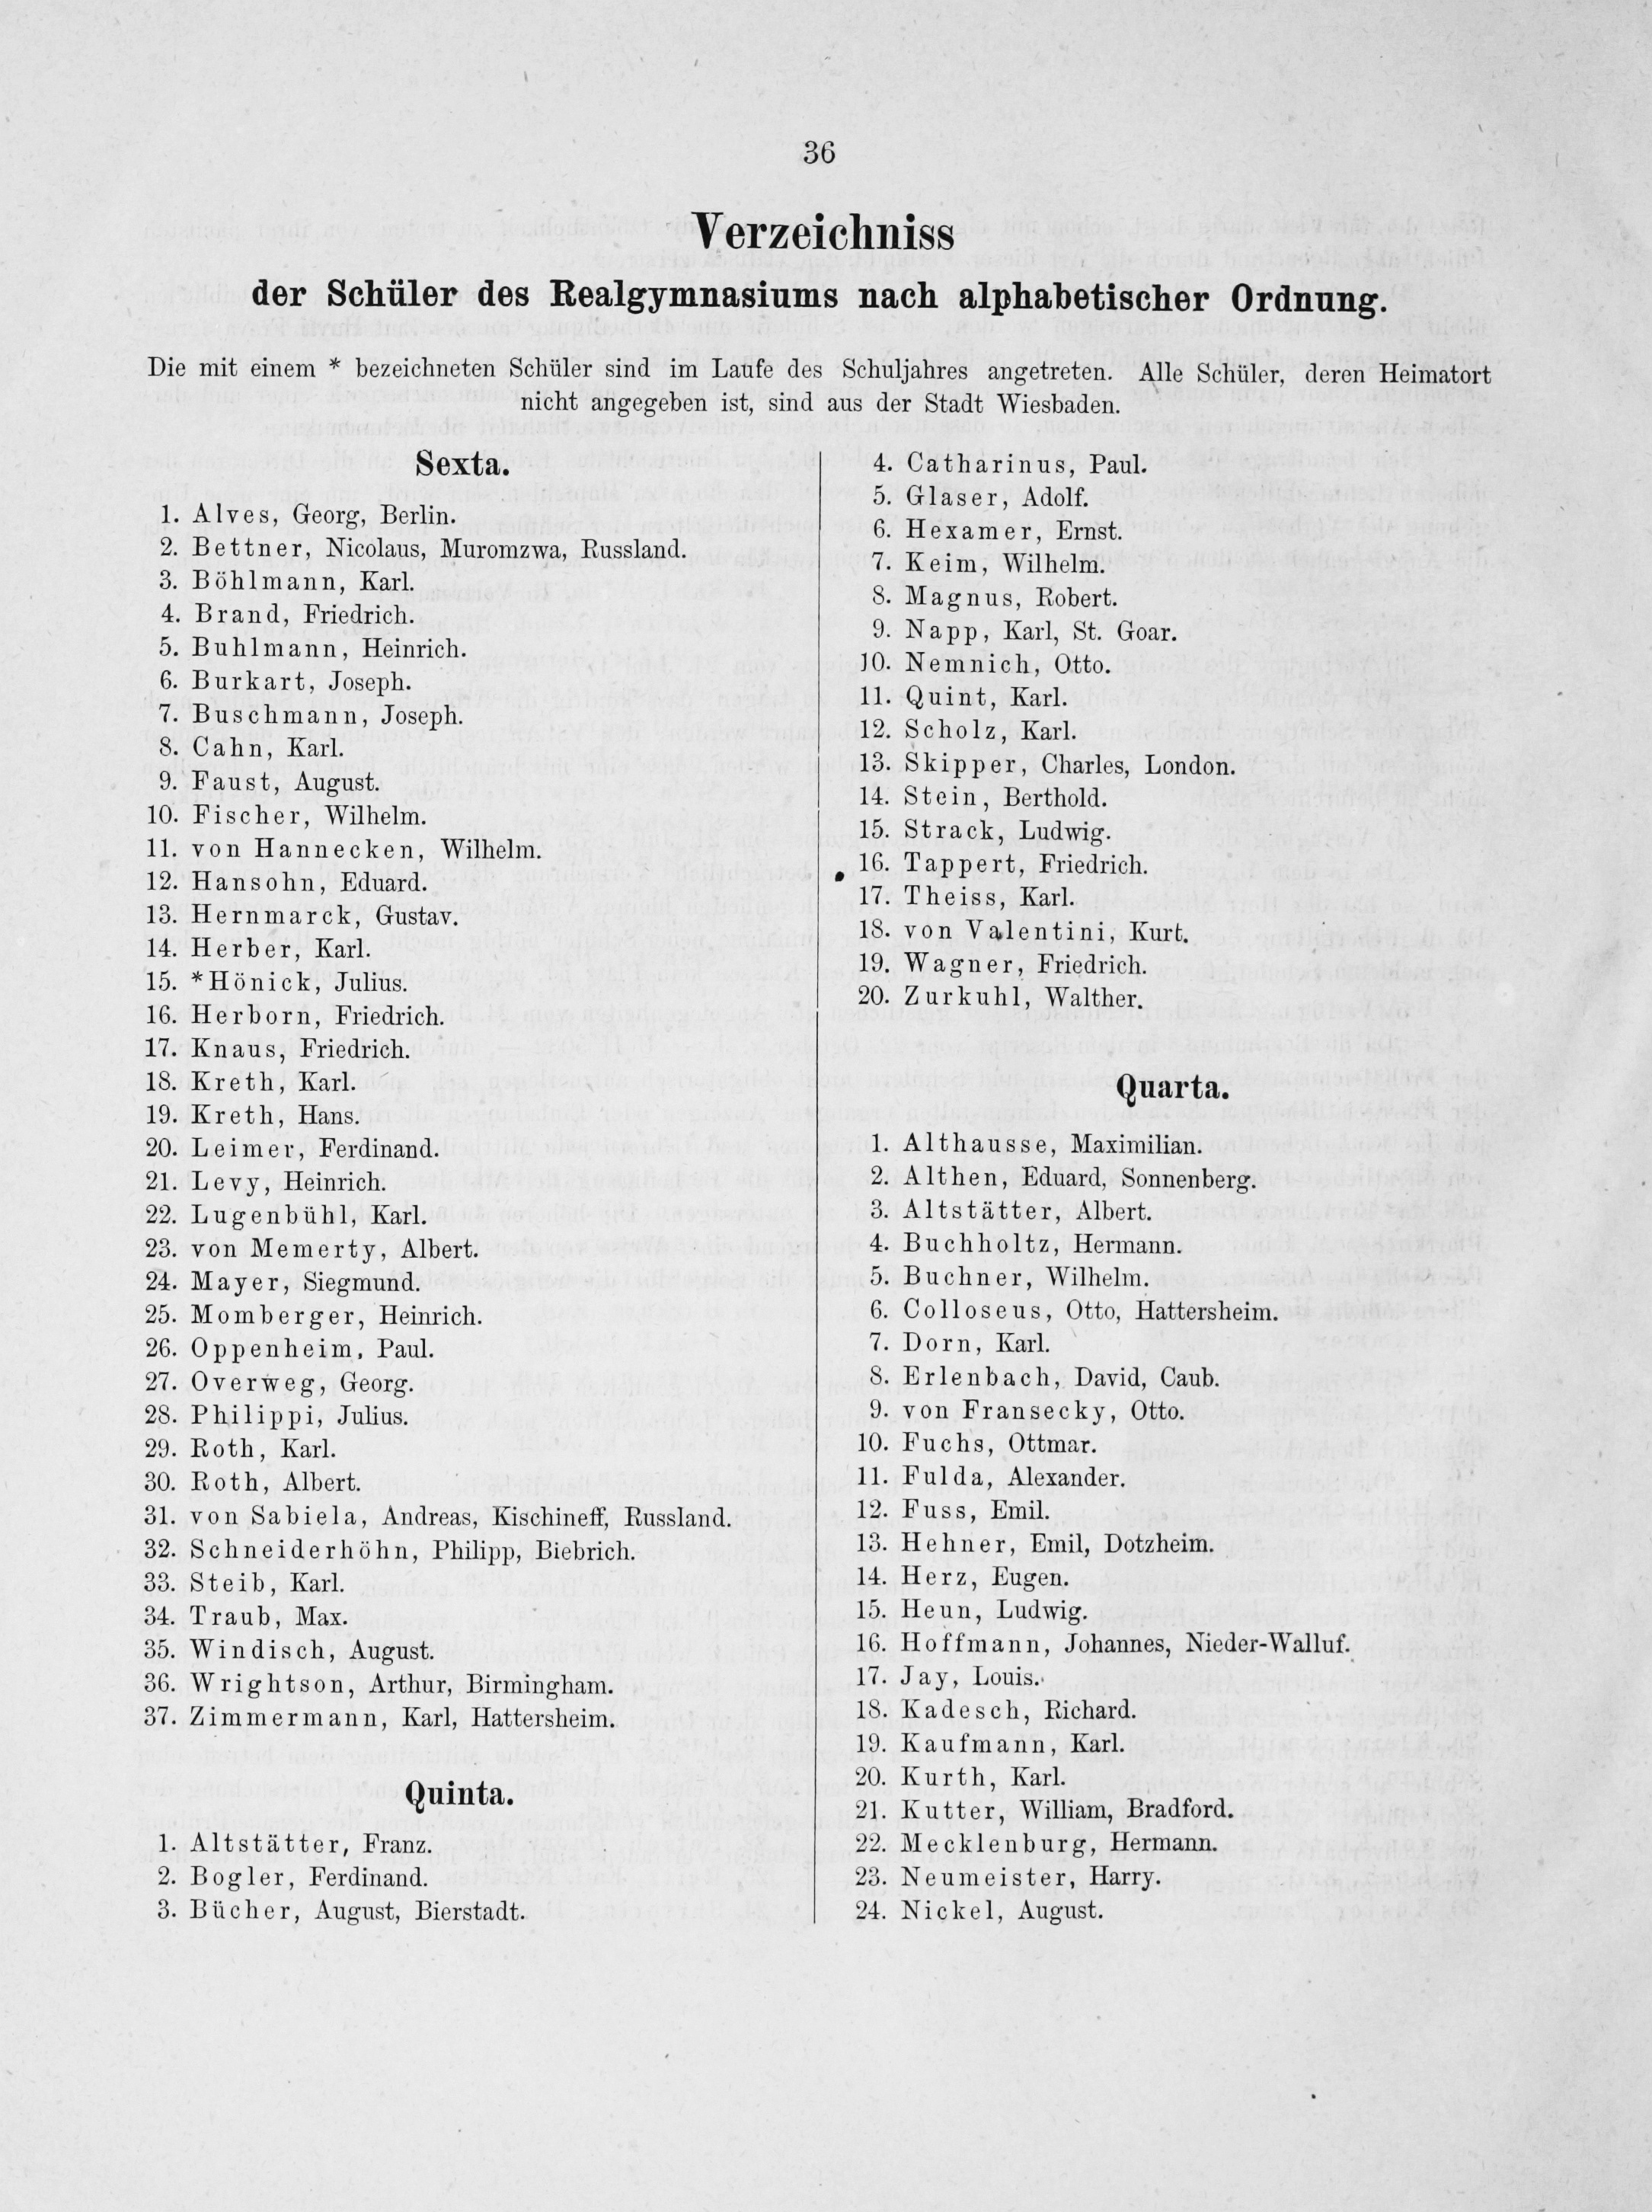 36
Verzeichniss
der Schüler des Realgymnasiums nach alphabetischer Ordnung.
Die mit einem * bezeichneten Schüler sind im Laufe des Schuljahres angetreten. Alle Schüler, deren Heimatort
nicht angegeben ist, sind aus der Stadt Wiesbaden.
Sexta.
1. Alves, Georg, Berlin.
2. Bettner, Nicolaus, Muromzwa, Russland.
3. Böhlmann, Karl.
4. Brand, Friedrich.
5. Buhlmann, Heinrich.
6. Burkart, Joseph.
7. Buschmann, Joseph.
8. Cahn, Karl.
9. Faust, August.
10. Fischer, Wilhelm.
11. von Hannecken, Wilhelm.
12. Hansohn, Eduard.
13. Hernmarck, Gustav.
14. Herber, Karl.
15. *Hönick, Julius.
16. Herborn, Friedrich.
17. Knaus, Friedrich.
18. Kreth, Karl.
19. Kreth, Hans.
20. Leimer, Ferdinand.
21. Levy, Heinrich.
22. Lugenbühl, Karl.
23. von Memerty, Albert.
24. Mayer, Siegmund.
25. Momberger, Heinrich.
26. Oppenheim, Paul.
27. Overweg, Georg.
28. Philippi, Julius.
29. Roth, Karl.
30. Roth, Albert.
31. von Sabiela, Andreas, Kischineff, Russland.
32. Schneiderhöhn, Philipp, Biebrich.
33. Steib, Karl.
34. Traub, Max.
35. Windisch, August.
36. Wrightson, Arthur, Birmingham.
37. Zimmermann, Karl, Hattersheim.
Quinta.
1. Altstätter, Franz.
2. Bogler, Ferdinand.
3. Bücher, August, Bierstadt.
4. Catharinus, Paul.
5. Glaser, Adolf.
6. Hexamer, Ernst.
7. Keim, Wilhelm.
8. Magnus, Robert.
9. Napp, Karl, St. Goar.
10. Nemnich, Otto.
11. Quint, Karl.
12. Scholz, Karl.
13. Skipper, Charles, London.
14. Stein, Berthold.
15. Strack, Ludwig.
16. Tappert, Friedrich.
17. Theiss, Karl.
18. von Valentini, Kurt.
19. Wagner, Friedrich.
20. Zurkuhl, Walther.
Quarta.
1. Althausse, Maximilian.
2. Althen, Eduard, Sonnenberg.
3. Altstätter, Albert.
4. Buchholtz, Hermann.
5. Buchner, Wilhelm.
6. Colloseus, Otto, Hattersheim.
7. Dorn, Karl.
8. Erlenbach, David, Caub.
9. von Fransecky, Otto.
10. Fuchs, Ottmar.
11. Fulda, Alexander.
12. Fuss, Emil.
13. Hehner, Emil, Dotzheim.
14. Herz, Eugen.
15. Heun, Ludwig.
16. Hoffmann, Johannes, Nieder-Walluf.
17. Jay, Louis.
18. Kadesch, Richard.
19. Kaufmann, Karl.
20. Kurth, Karl.
21. Kutter, William, Bradford.
22. Mecklenburg, Hermann.
23. Neumeister, Harry.
24. Nickel, August.